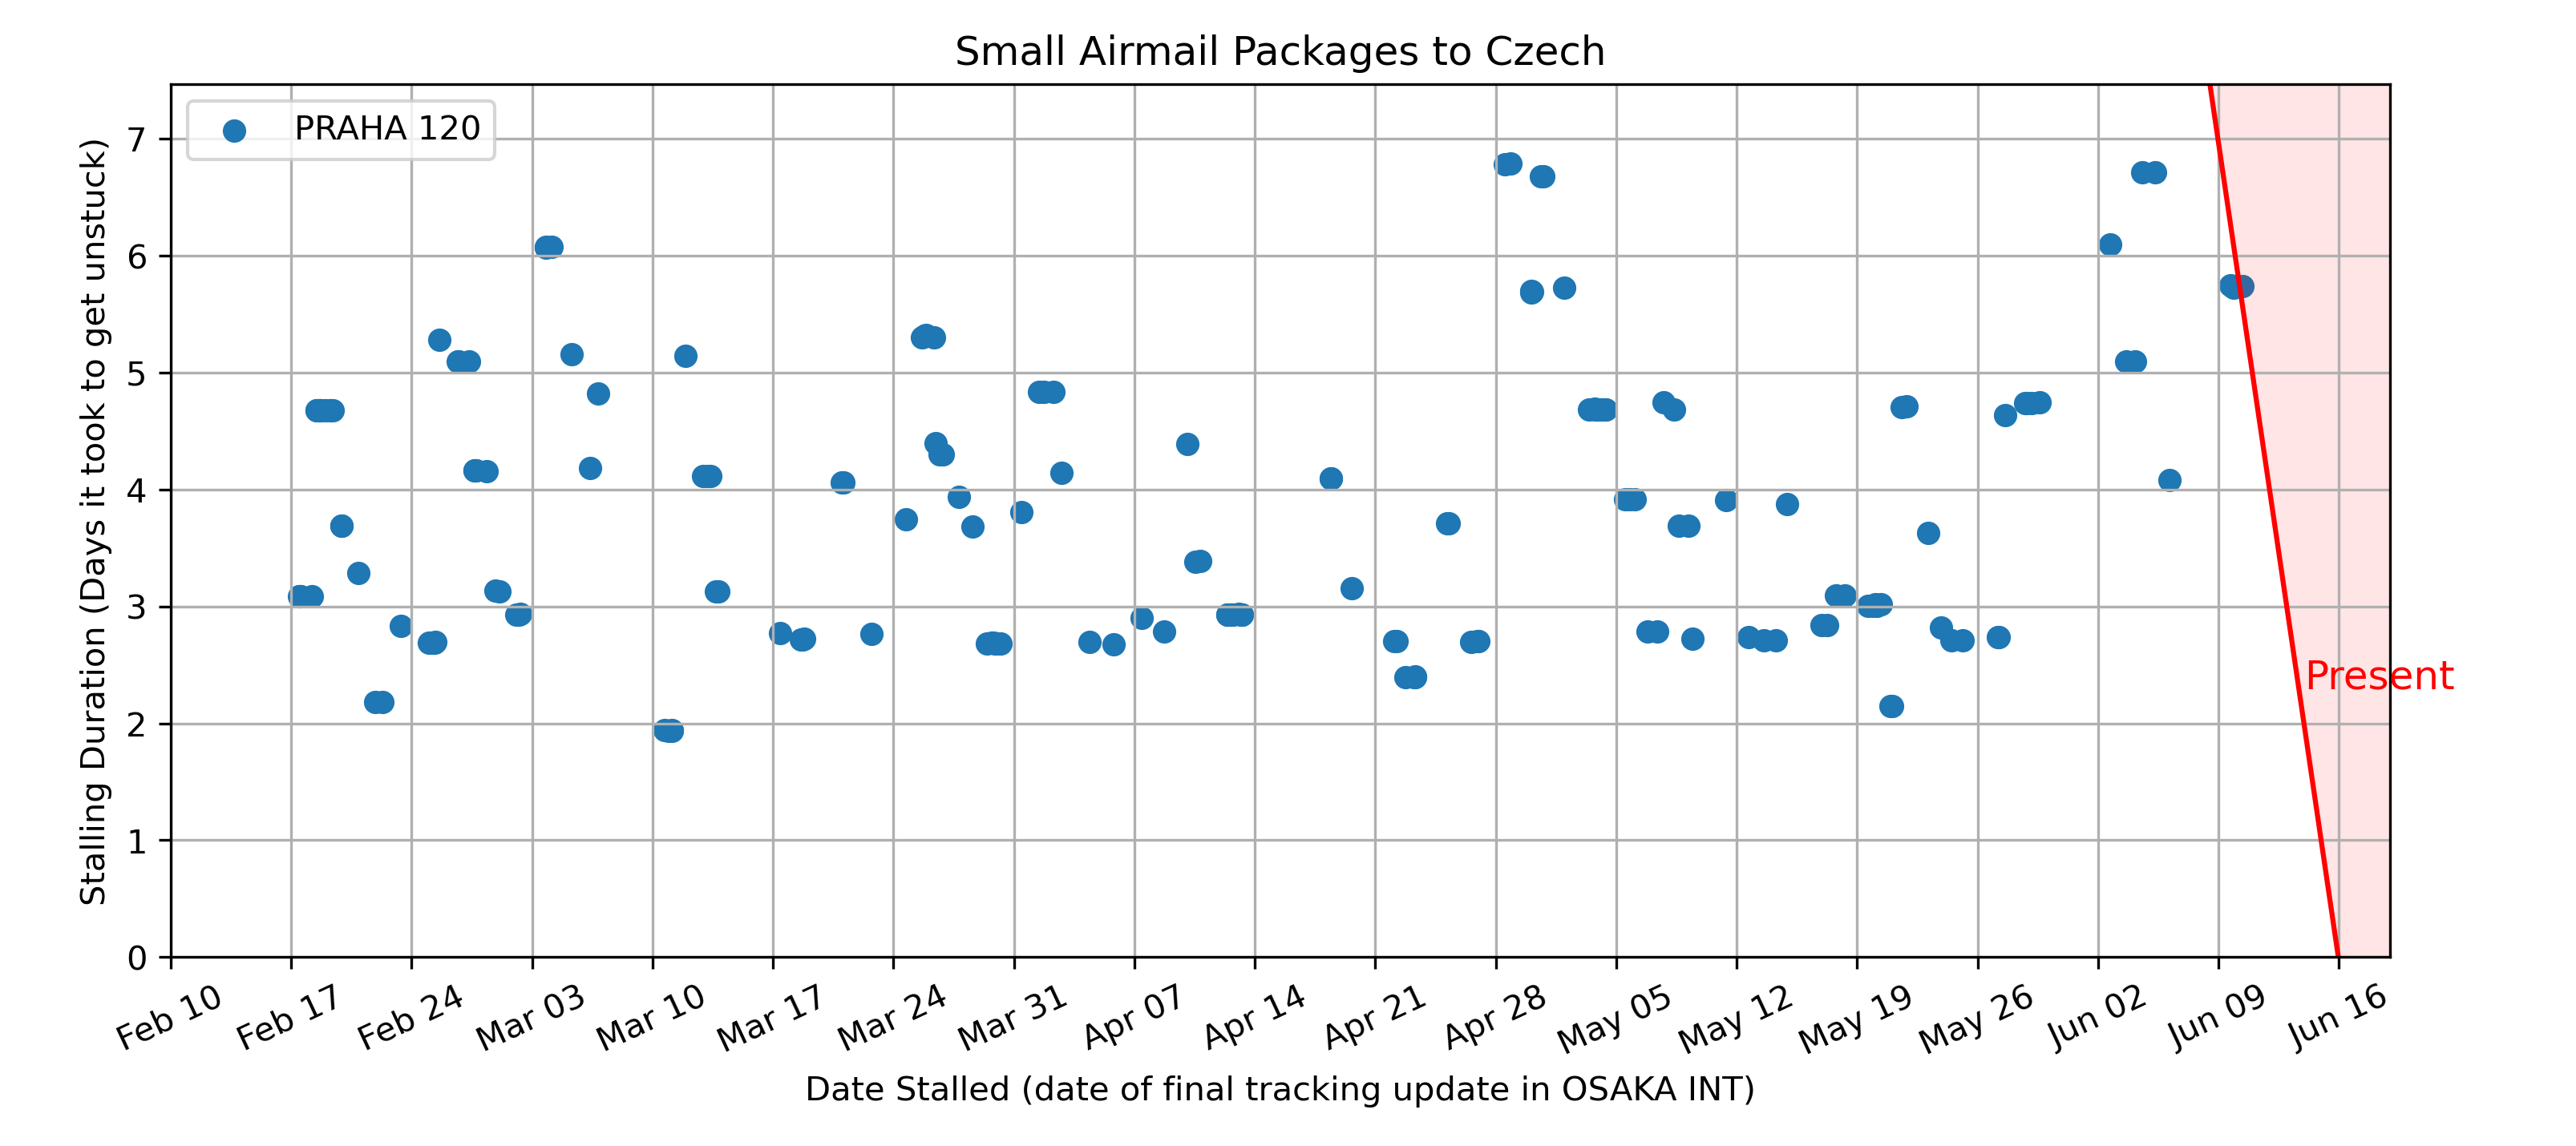 Small Airmail Packages to Czech
PRAHA 120
Stalling Duration (Days it took to get unstuck)
7
6
5
4
3
2
1
0
Present
Feb 10
Feb 17
Feb 24
Mar 03
Mar 10
Mar 17
Mar 24
Mar 31
Apr 07
Apr 14
Apr 21
Apr 28
May 05
May 12
May 19
May 26
Jun 02
Jun 09
Jun 16
Date Stalled (date of final tracking update in OSAKA INT)